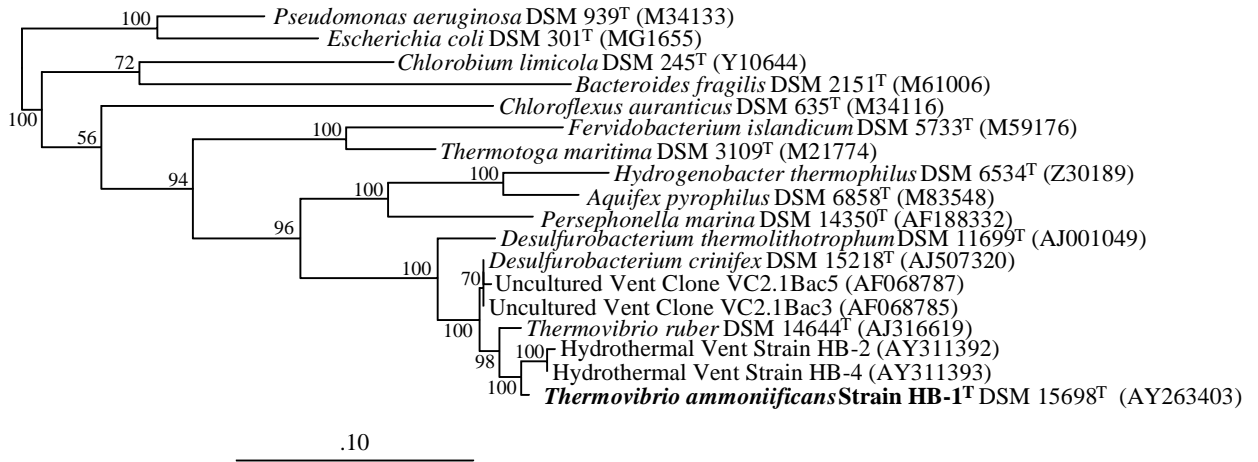 100 Pseudomonas aeruginosa DSM 939T (M34133)
Escherichia coli DSM 301T (MG1655)
72 Chlorobium limicola DSM 245T (Y10644)
Bacteroides fragilis DSM 2151T (M61006)
100 Chloroflexus auranticus DSM 635T (M34116)
56 100 Fervidobacterium islandicum DSM 5733T (M59176)
Thermotoga maritima DSM 3109T (M21774)
94 100 100 Hydrogenobacter thermophilus DSM 6534T (Z30189)
Aquifex pyrophilus DSM 6858T (M83548)
96 Persephonella marina DSM 14350T (AF188332)
Desulfurobacterium thermolithotrophum DSM 11699T (AJ001049)
100 Desulfurobacterium crinifex DSM 15218T (AJ507320)
70 Uncultured Vent Clone VC2.1Bac5 (AF068787)
Uncultured Vent Clone VC2.1Bac3 (AF068785)
100 Thermovibrio ruber DSM 14644T (AJ316619)
98 100 Hydrothermal Vent Strain HB-2 (AY311392)
Hydrothermal Vent Strain HB-4 (AY311393)
100 Thermovibrio ammoniificans Strain HB-1T DSM 15698T (AY263403)
.10